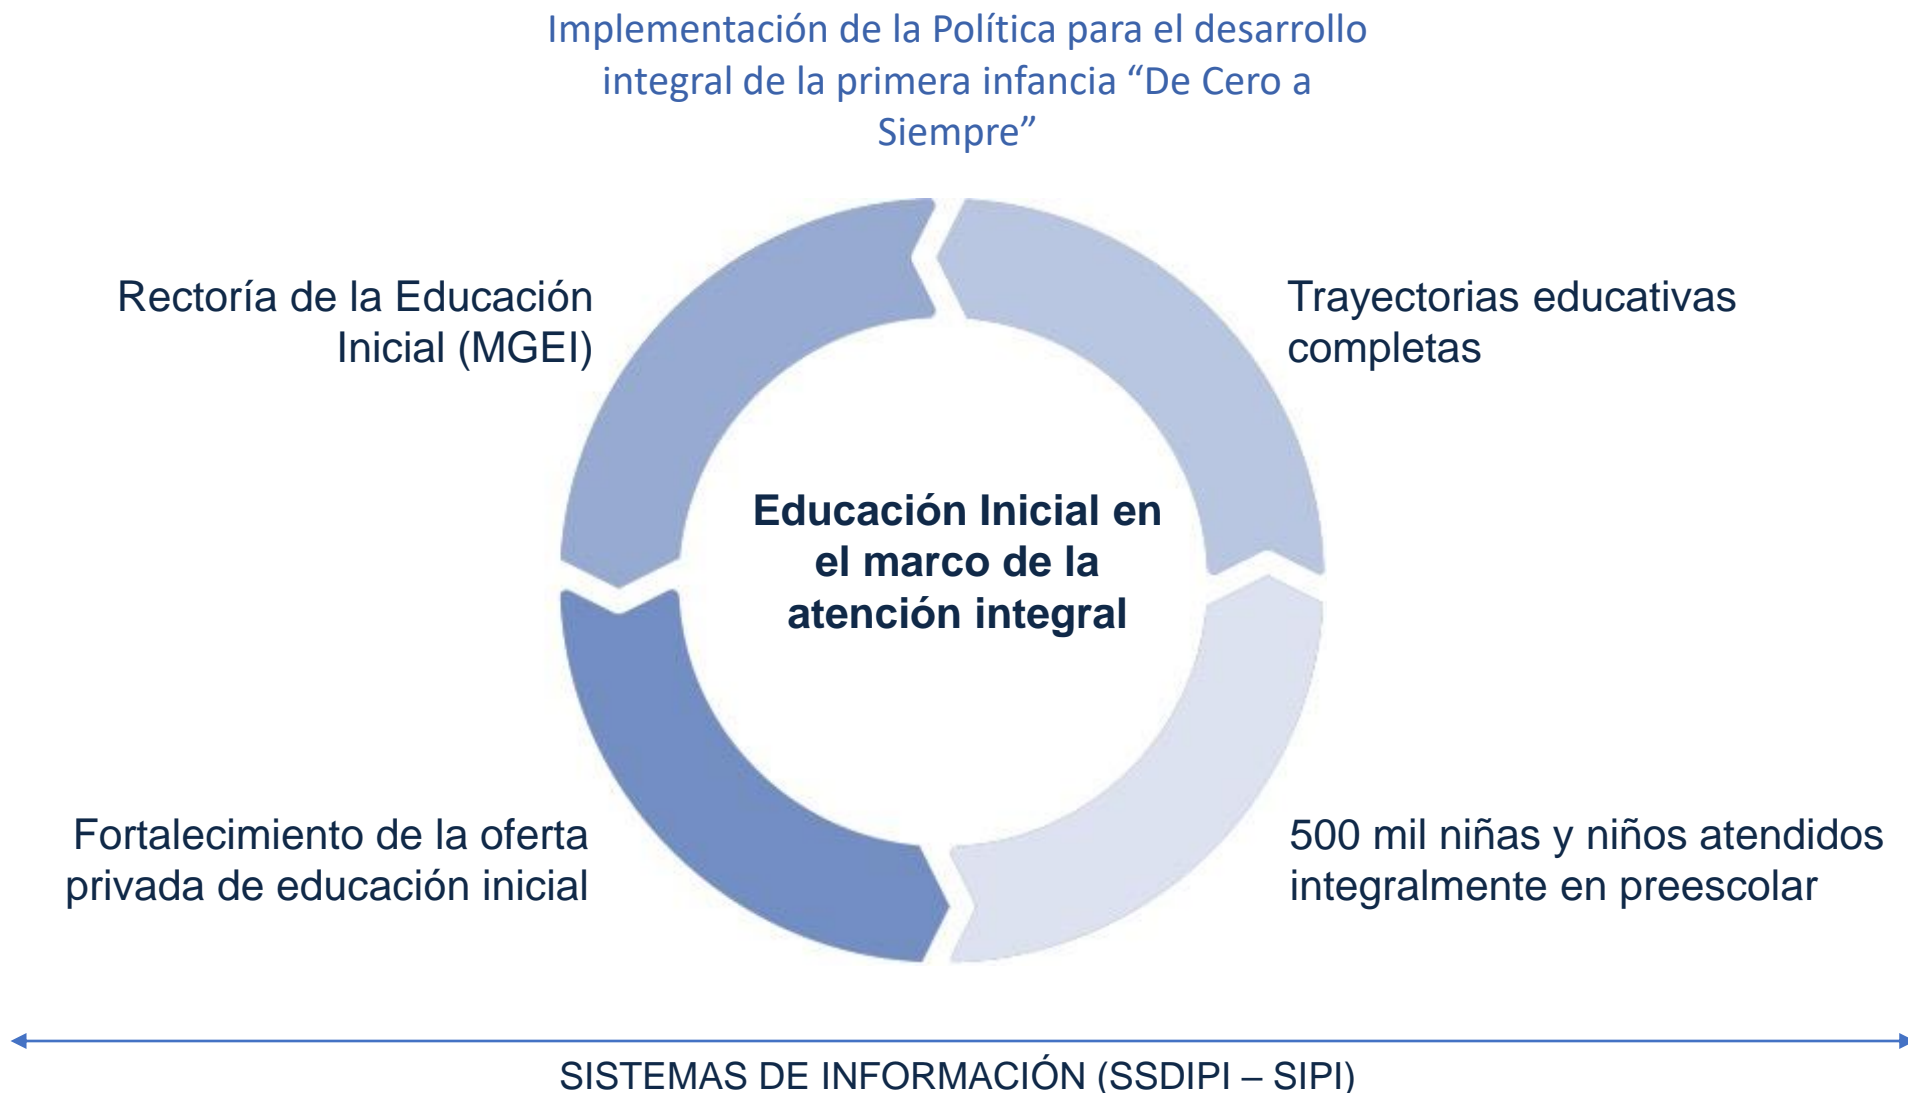 Implementación de la Política para el desarrollo
integral de la primera infancia “De Cero a
Siempre”
Rectoría de la Educación
Inicial (MGEI)
Trayectorias educativas
completas
Educación Inicial en
el marco de la
atención integral
Fortalecimiento de la oferta
privada de educación inicial
500 mil niñas y niños atendidos
integralmente en preescolar
SISTEMAS DE INFORMACIÓN (SSDIPI – SIPI)